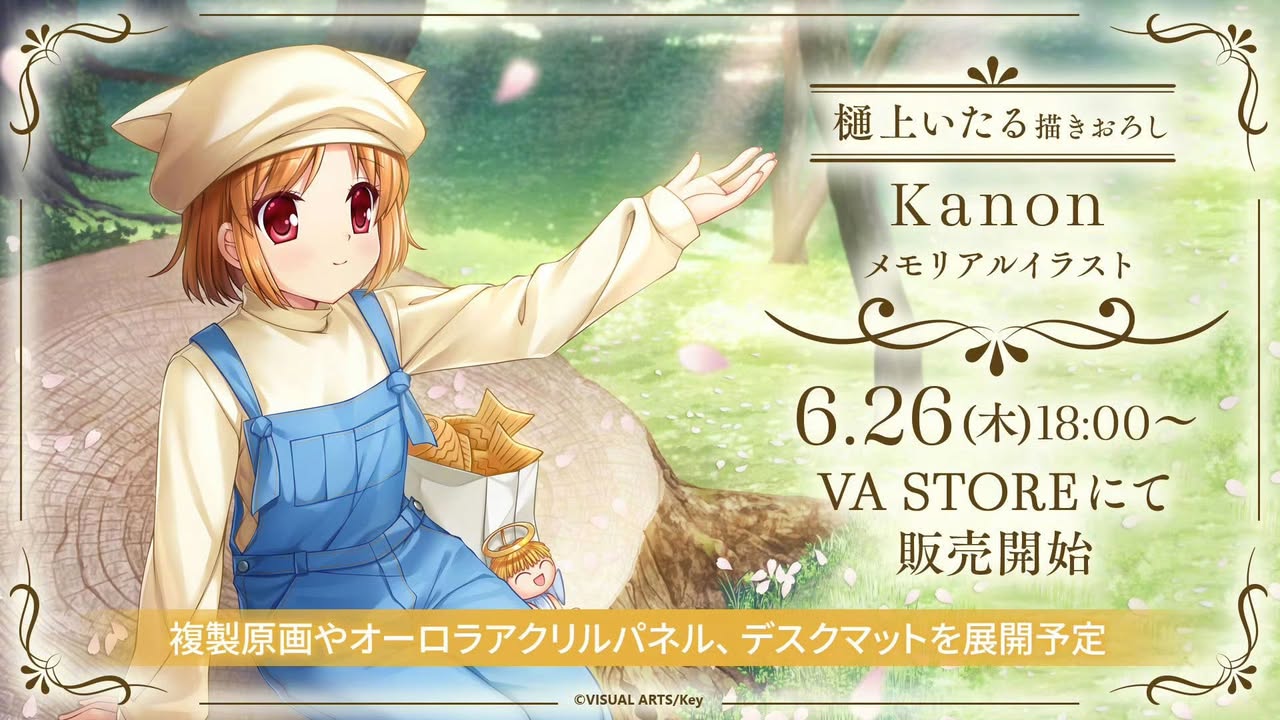 樋上いたる描きおろし
Kanon
メモリアルイラスト
6.26(木)18:00〜
VA STOREにて
販売開始
複製原画やオーロラアクリルパネル、デスクマットを展開予定
©VISUAL ARTS/Key